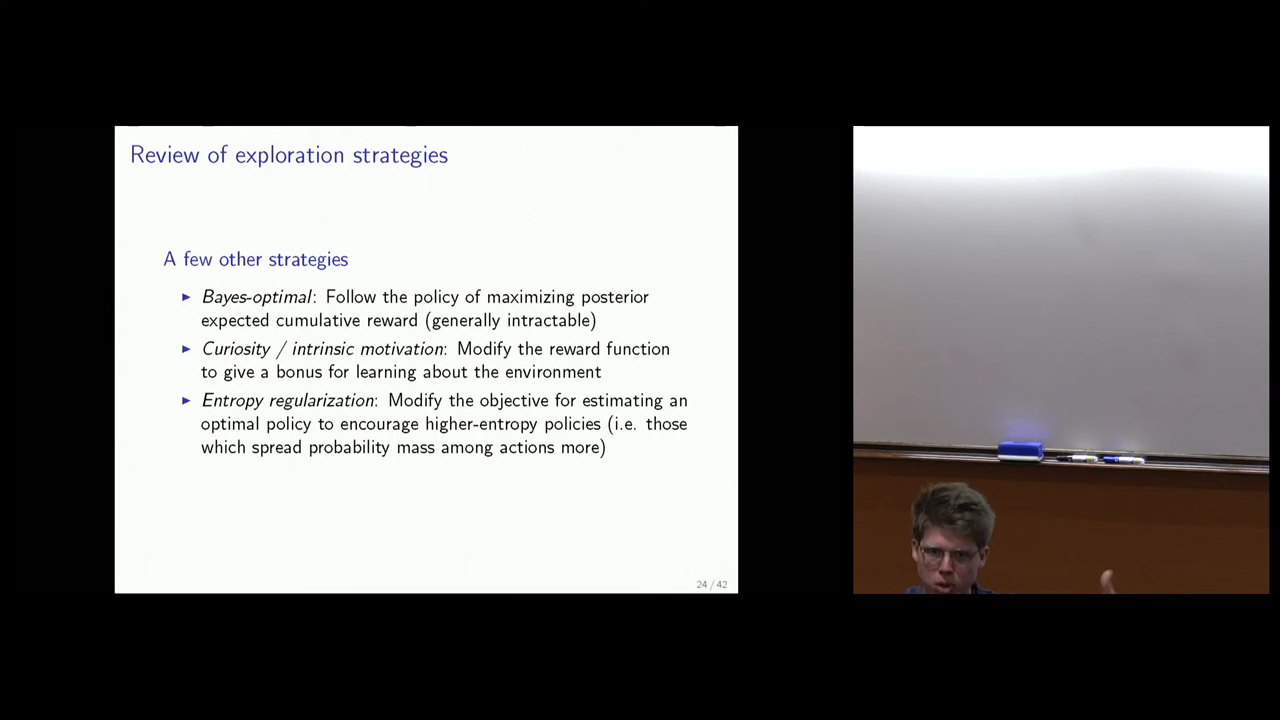 Review of exploration strategies
A few other strategies
▶ Bayes-optimal: Follow the policy of maximizing posterior
expected cumulative reward (generally intractable)
▶ Curiosity / intrinsic motivation: Modify the reward function
to give a bonus for learning about the environment
▶ Entropy regularization: Modify the objective for estimating an
optimal policy to encourage higher-entropy policies (i.e. those
which spread probability mass among actions more)
24 / 42